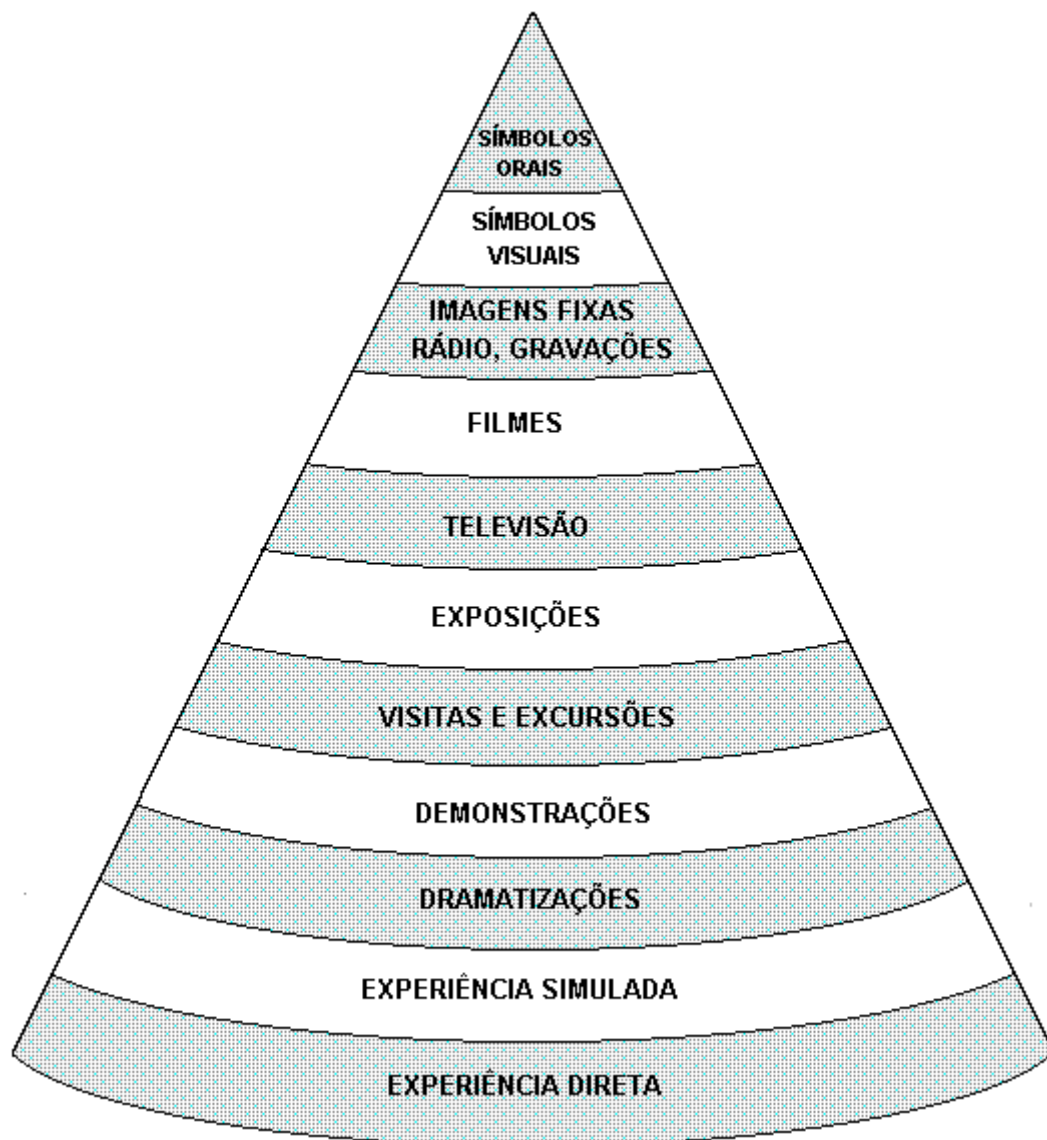 SÍMBOLOS
ORAIS
SÍMBOLOS
VISUAIS
IMAGENS FIXAS
RÁDIO, GRAVAÇÕES
FILMES
TELEVISÃO
EXPOSIÇÕES
VISITAS E EXCURSÕES
DEMONSTRAÇÕES
DRAMATIZAÇÕES
EXPERIÊNCIA SIMULADA
EXPERIÊNCIA DIRETA